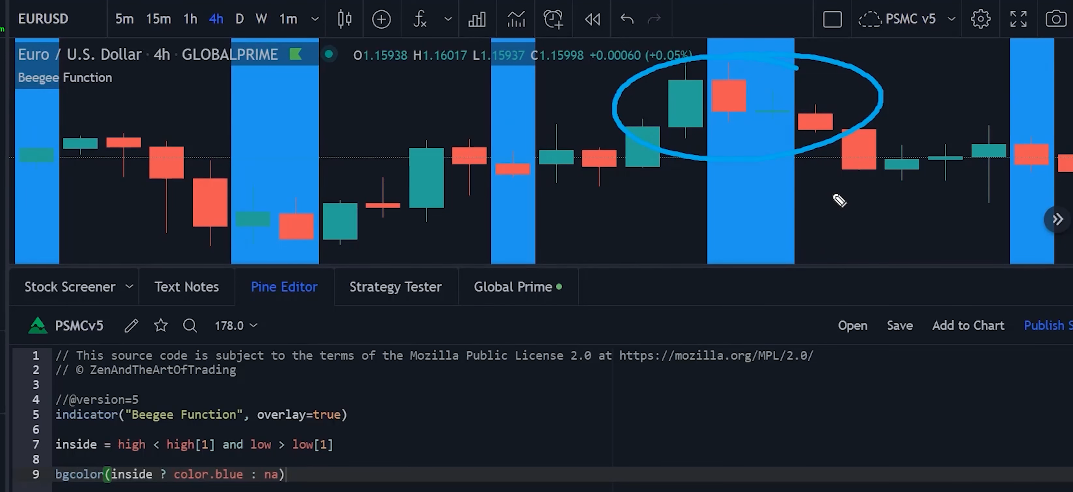 EURUSD 5m 15m 1h 4h D W 1m PSMC v5
Euro / U.S. Dollar · 4h · GLOBALPRIME O1.15938 H1.16017 L1.15937 C1.15998 +0.00060 (+0.05%)
Beegee Function
Stock Screener Text Notes Pine Editor Strategy Tester Global Prime
PSMCv5 178.0 Open Save Add to Chart Publish S
1 // This source code is subject to the terms of the Mozilla Public License 2.0 at https://mozilla.org/MPL/2.0/
2 // © ZenAndTheArtOfTrading
3
4 //@version=5
5 indicator("Beegee Function", overlay=true)
6
7 inside = high < high[1] and low > low[1]
8
9 bgcolor(inside ? color.blue : na)